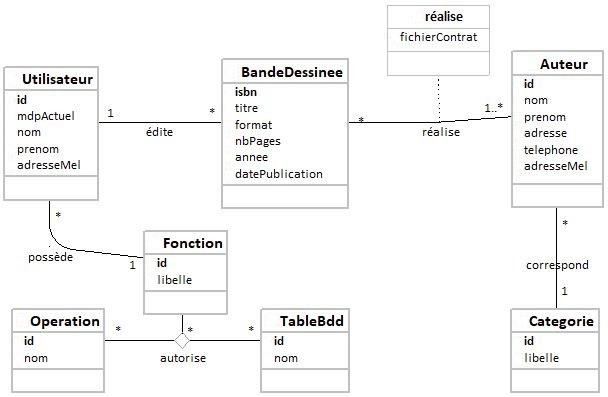 réalise
fichierContrat
Utilisateur
id
mdpActuel
nom
prenom
adresseMel
1
*
édite
BandeDessinee
isbn
titre
format
nbPages
annee
datePublication
*
1..*
réalise
Auteur
id
nom
prenom
adresse
telephone
adresseMel
*
possède
1
Fonction
id
libelle
*
correspond
1
Operation
id
nom
*
*
*
autorise
TableBdd
id
nom
Categorie
id
libelle